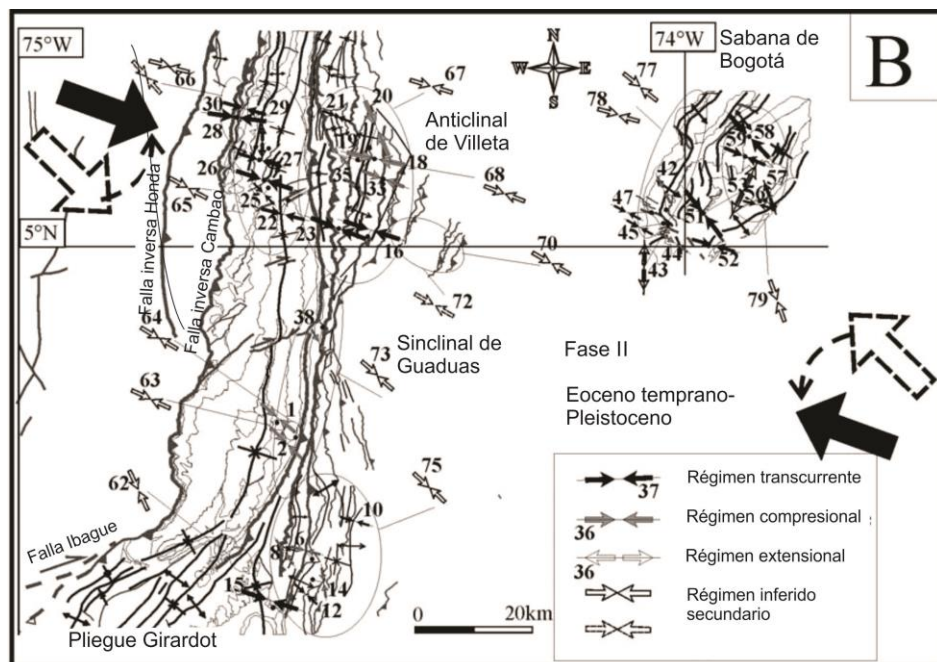 75°W
74°W
Sabana de
Bogotá
B
N
W E
S
66
67
77
78
30
29
28
21
20
19
18
Anticlinal
de Villeta
26
27
35
33
25
22
23
16
65
68
59
58
57
56
42
47
45
51
44
43
52
5°N
70
72
79
Falla inversa Honda
Falla inversa Cambao
64
38
Sinclinal de
Guaduas
73
Fase II
63
1
2
Eoceno temprano-
Pleistoceno
62
75
10
Falla Ibague
8
6
15
14
12
Pliegue Girardot
0 20km
37
Régimen transcurrente
36
Régimen compresional
36
Régimen extensional
Régimen inferido
secundario